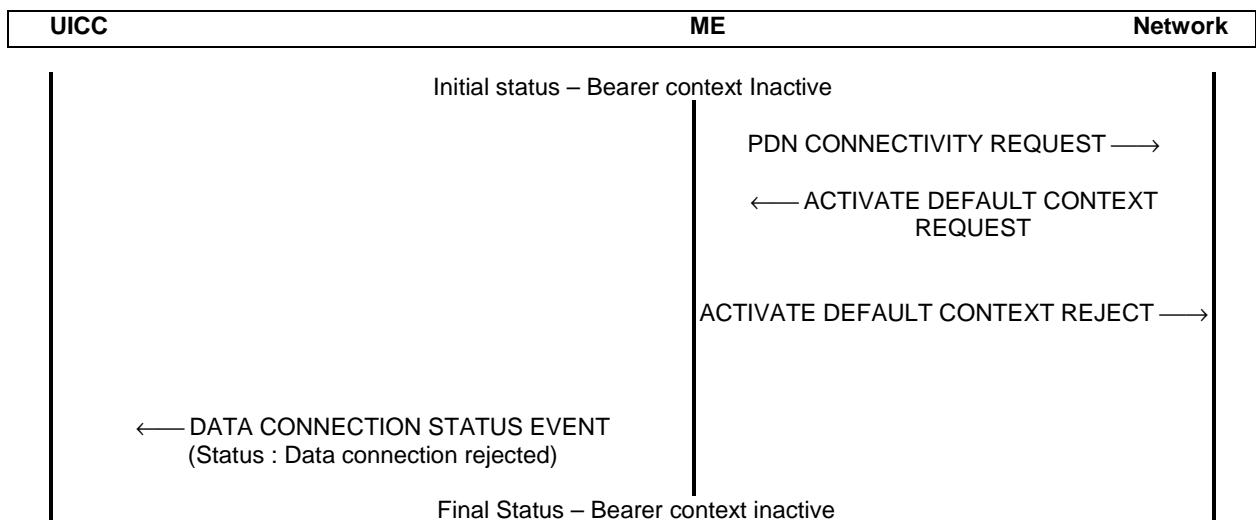 UICC ME Network
Initial status – Bearer context Inactive
PDN CONNECTIVITY REQUEST ⟶
⟵ ACTIVATE DEFAULT CONTEXT
REQUEST
ACTIVATE DEFAULT CONTEXT REJECT ⟶
⟵ DATA CONNECTION STATUS EVENT
(Status : Data connection rejected)
Final Status – Bearer context inactive